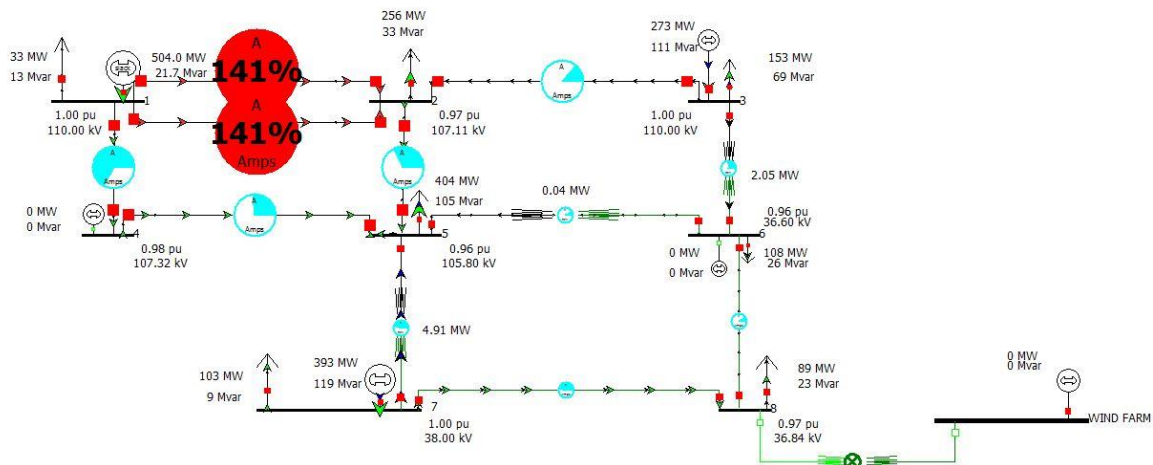 256 MW
33 Mvar
33 MW
13 Mvar
slack
504.0 MW
21.7 Mvar
A
141%
A
141%
Amps
A
Amps
273 MW
111 Mvar
153 MW
69 Mvar
1
1.00 pu
110.00 kV
2
0.97 pu
107.11 kV
3
1.00 pu
110.00 kV
A
Amps
A
Amps
404 MW
105 Mvar
0.04 MW
2.05 MW
0 MW
0 Mvar
A
Amps
4
0.98 pu
107.32 kV
5
0.96 pu
105.80 kV
0.96 pu
36.60 kV
6
0 MW
0 Mvar
108 MW
26 Mvar
4.91 MW
103 MW
9 Mvar
393 MW
119 Mvar
89 MW
23 Mvar
0 MW
0 Mvar
7
1.00 pu
38.00 kV
8
0.97 pu
36.84 kV
WIND FARM